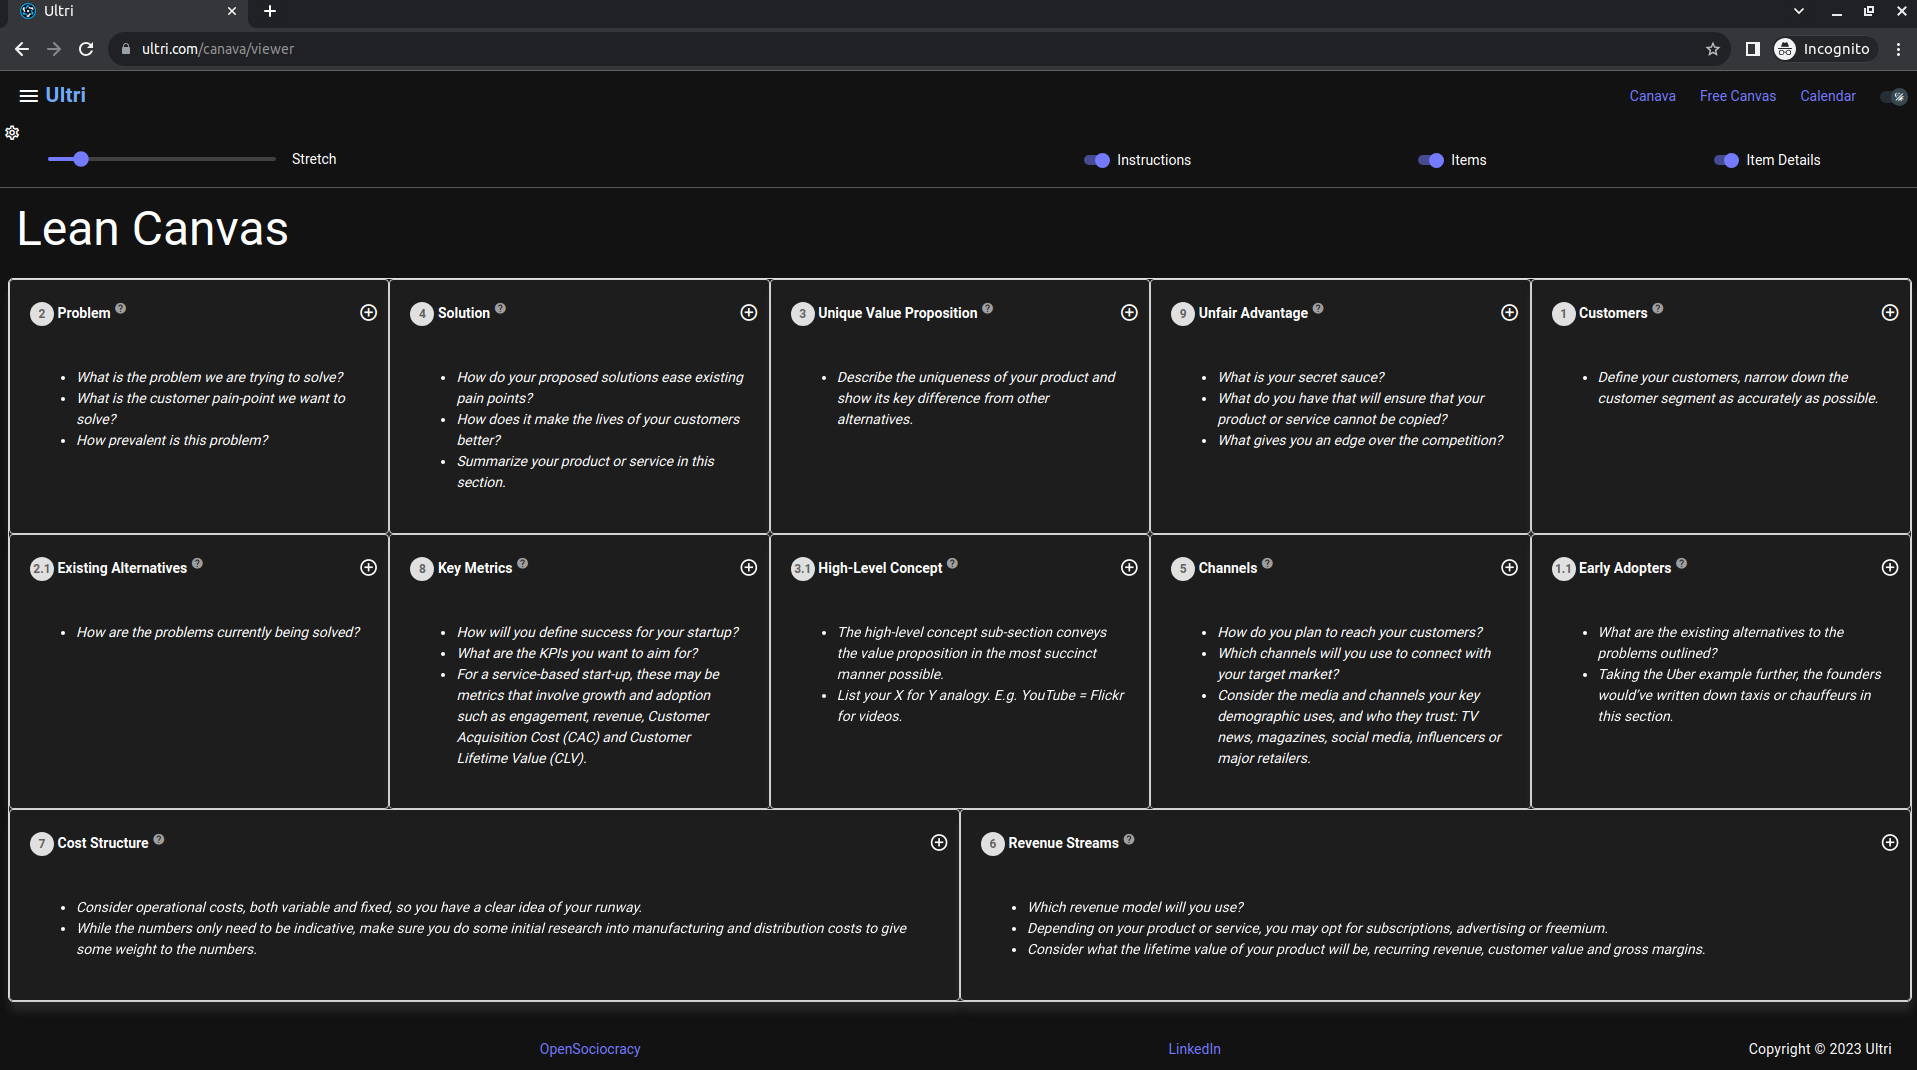 Ultri
ultri.com/canava/viewer
Incognito
Ultri
Canava
Free Canvas
Calendar
Stretch
Instructions
Items
Item Details
Lean Canvas
2 Problem ?
What is the problem we are trying to solve?
What is the customer pain-point we want to
solve?
How prevalent is this problem?
4 Solution ?
How do your proposed solutions ease existing
pain points?
How does it make the lives of your customers
better?
Summarize your product or service in this
section.
3 Unique Value Proposition ?
Describe the uniqueness of your product and
show its key difference from other
alternatives.
9 Unfair Advantage ?
What is your secret sauce?
What do you have that will ensure that your
product or service cannot be copied?
What gives you an edge over the competition?
1 Customers ?
Define your customers, narrow down the
customer segment as accurately as possible.
2.1 Existing Alternatives ?
How are the problems currently being solved?
8 Key Metrics ?
How will you define success for your startup?
What are the KPIs you want to aim for?
For a service-based start-up, these may be
metrics that involve growth and adoption
such as engagement, revenue, Customer
Acquisition Cost (CAC) and Customer
Lifetime Value (CLV).
3.1 High-Level Concept ?
The high-level concept sub-section conveys
the value proposition in the most succinct
manner possible.
List your X for Y analogy. E.g. YouTube = Flickr
for videos.
5 Channels ?
How do you plan to reach your customers?
Which channels will you use to connect with
your target market?
Consider the media and channels your key
demographic uses, and who they trust: TV
news, magazines, social media, influencers or
major retailers.
1.1 Early Adopters ?
What are the existing alternatives to the
problems outlined?
Taking the Uber example further, the founders
would've written down taxis or chauffeurs in
this section.
7 Cost Structure ?
Consider operational costs, both variable and fixed, so you have a clear idea of your runway.
While the numbers only need to be indicative, make sure you do some initial research into manufacturing and distribution costs to give
some weight to the numbers.
6 Revenue Streams ?
Which revenue model will you use?
Depending on your product or service, you may opt for subscriptions, advertising or freemium.
Consider what the lifetime value of your product will be, recurring revenue, customer value and gross margins.
OpenSociocracy
LinkedIn
Copyright © 2023 Ultri